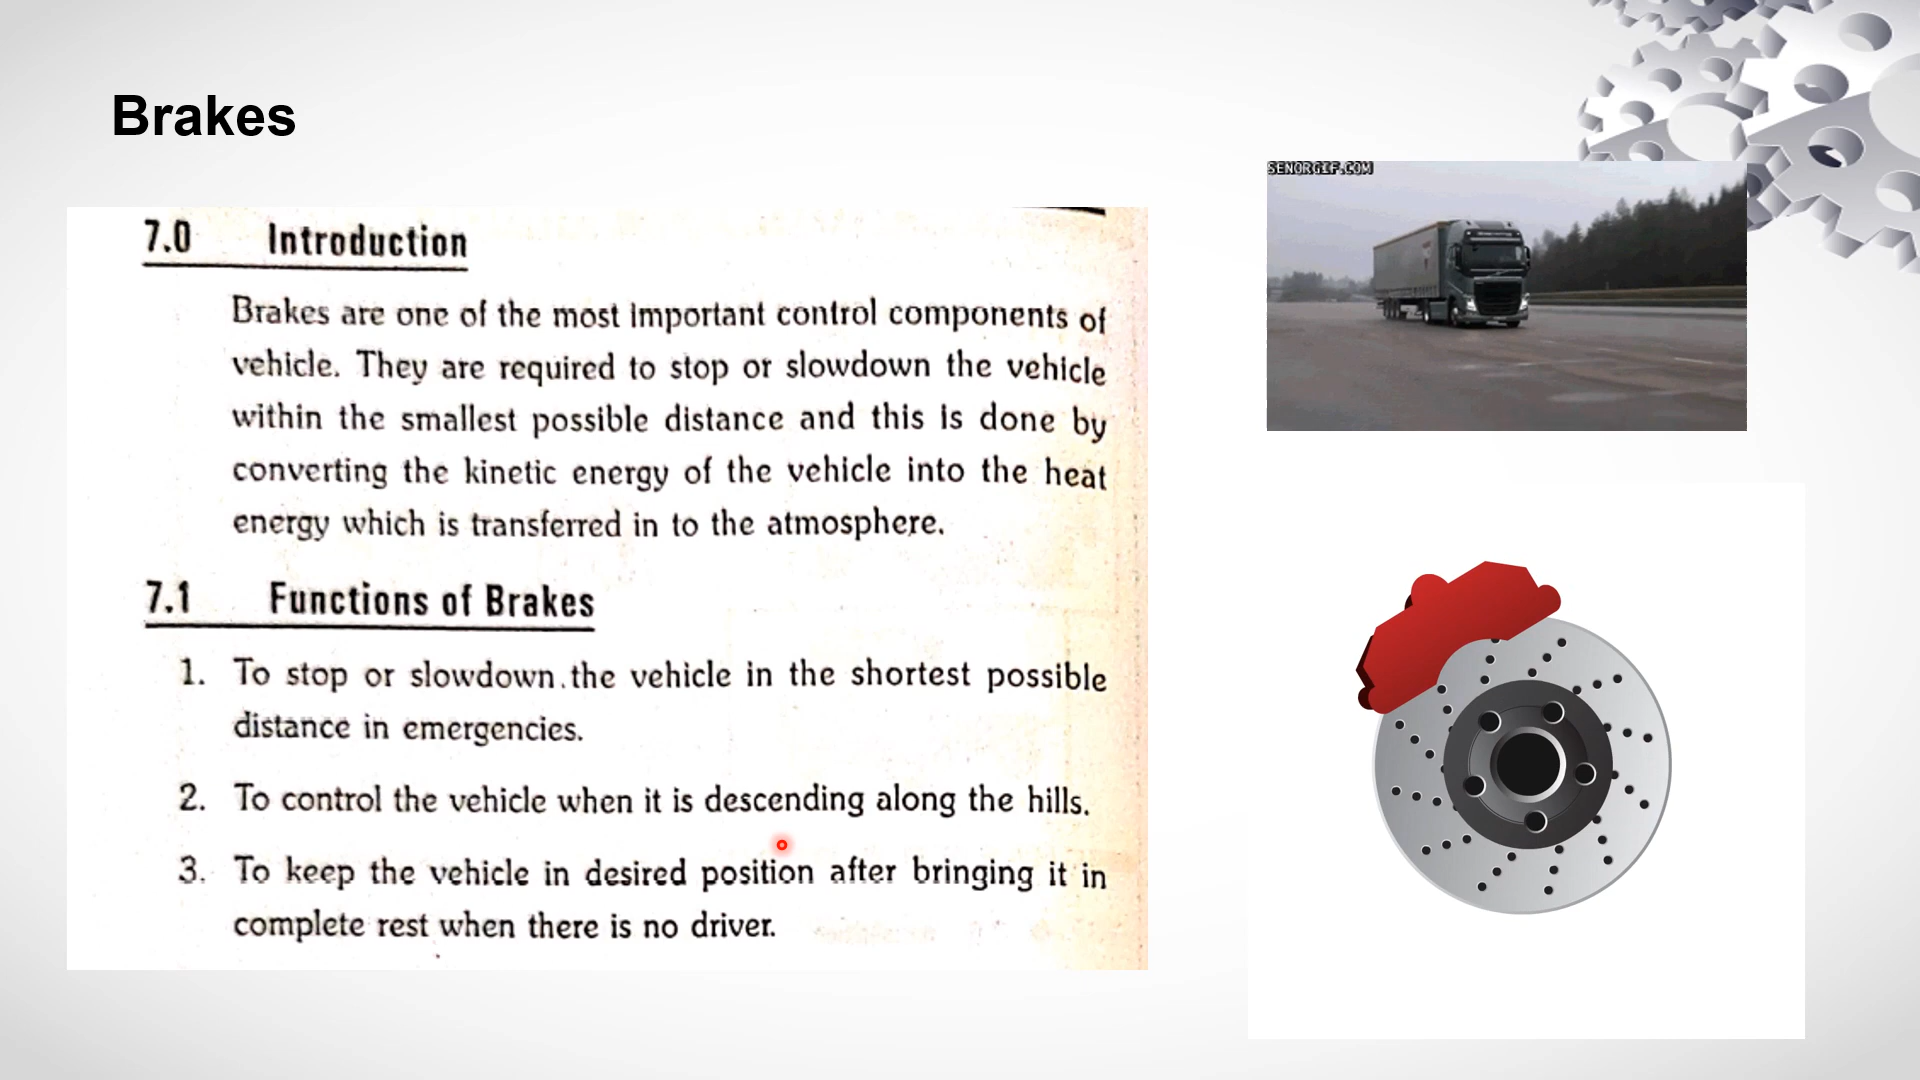 Brakes
SENORGIF.COM
7.0 Introduction
Brakes are one of the most important control components of
vehicle. They are required to stop or slowdown the vehicle
within the smallest possible distance and this is done by
converting the kinetic energy of the vehicle into the heat
energy which is transferred in to the atmosphere.
7.1 Functions of Brakes
1. To stop or slowdown the vehicle in the shortest possible
distance in emergencies.
2. To control the vehicle when it is descending along the hills.
3. To keep the vehicle in desired position after bringing it in
complete rest when there is no driver.